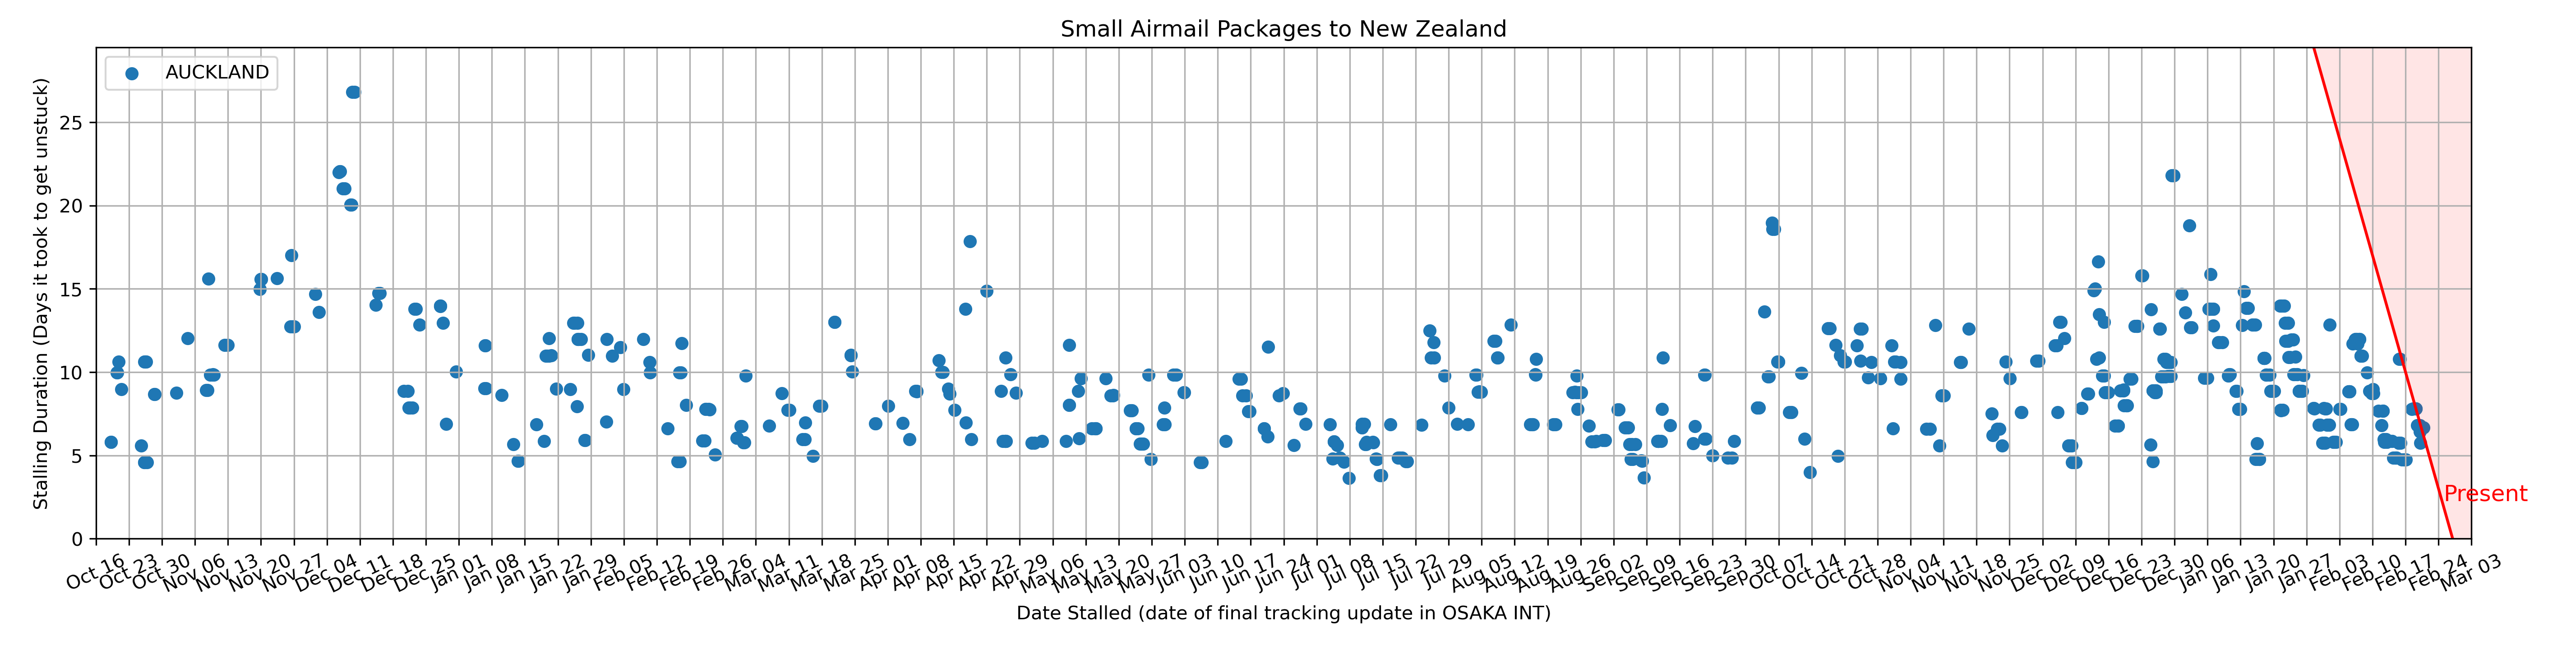 Small Airmail Packages to New Zealand
AUCKLAND
Stalling Duration (Days it took to get unstuck)
25
20
15
10
5
0
Present
Oct 16 Oct 23 Oct 30 Nov 06 Nov 13 Nov 20 Nov 27 Dec 04 Dec 11 Dec 18 Dec 25 Jan 01 Jan 08 Jan 15 Jan 22 Jan 29 Feb 05 Feb 12 Feb 19 Feb 26 Mar 04 Mar 11 Mar 18 Mar 25 Apr 01 Apr 08 Apr 15 Apr 22 Apr 29 May 06 May 13 May 20 May 27 Jun 03 Jun 10 Jun 17 Jun 24 Jul 01 Jul 08 Jul 15 Jul 22 Jul 29 Aug 05 Aug 12 Aug 19 Aug 26 Sep 02 Sep 09 Sep 16 Sep 23 Sep 30 Oct 07 Oct 14 Oct 21 Oct 28 Nov 04 Nov 11 Nov 18 Nov 25 Dec 02 Dec 09 Dec 16 Dec 23 Dec 30 Jan 06 Jan 13 Jan 20 Jan 27 Feb 03 Feb 10 Feb 17 Feb 24 Mar 03
Date Stalled (date of final tracking update in OSAKA INT)